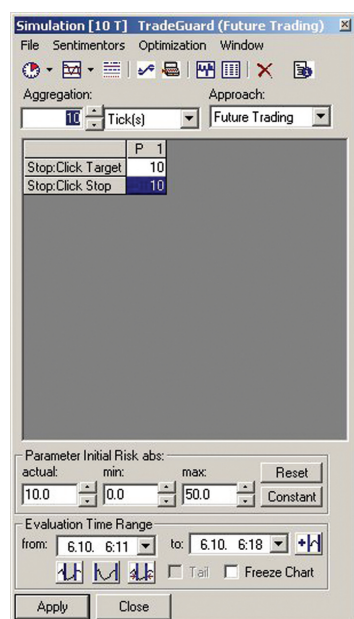 Simulation [10 T] TradeGuard (Future Trading)
File Sentimentors Optimization Window
Aggregation: Approach:
10 Tick(s) Future Trading
P 1
Stop:Click Target 10
Stop:Click Stop 10
Parameter Initial Risk abs:
actual: min: max: Reset
10.0 0.0 50.0 Constant
Evaluation Time Range
from: 6.10. 6:11 to: 6.10. 6:18
Tail Freeze Chart
Apply Close